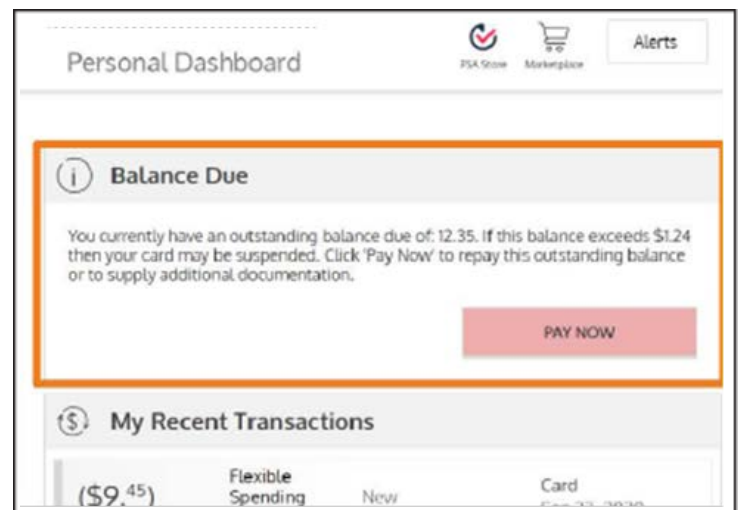 Personal Dashboard
FSA Store
Marketplace
Alerts
Balance Due
You currently have an outstanding balance due of: 12.35. If this balance exceeds $1.24
then your card may be suspended. Click 'Pay Now' to repay this outstanding balance
or to supply additional documentation.
PAY NOW
My Recent Transactions
($9.45)
Flexible
Spending
New
Card